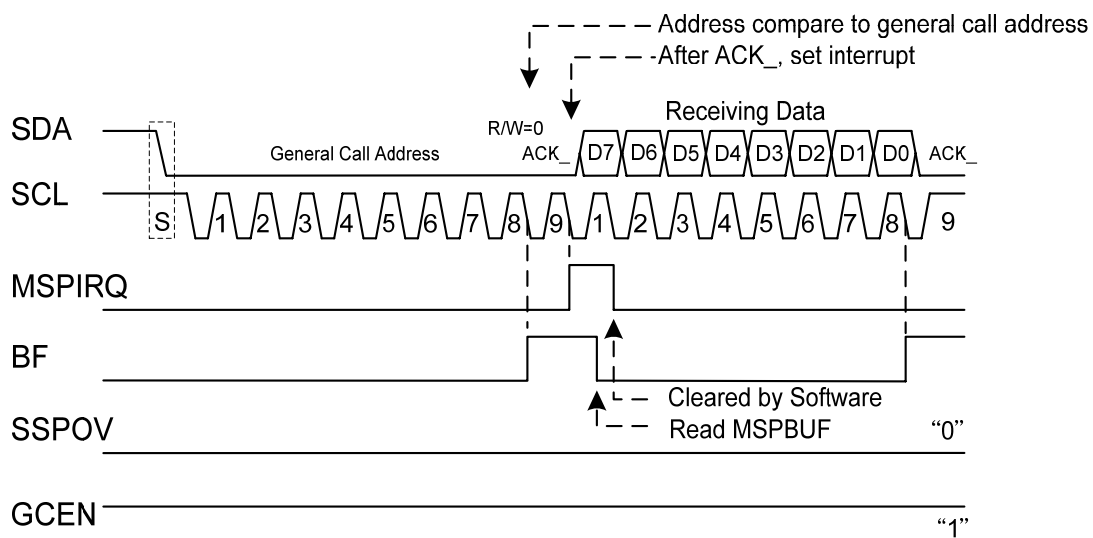 Address compare to general call address
After ACK_, set interrupt
Receiving Data
SDA
R/W=0
General Call Address
ACK_
D7 D6 D5 D4 D3 D2 D1 D0
ACK_
SCL
S
1 2 3 4 5 6 7 8 9 1 2 3 4 5 6 7 8 9
MSPIRQ
BF
Cleared by Software
Read MSPBUF
SSPOV
“0”
GCEN
“1”